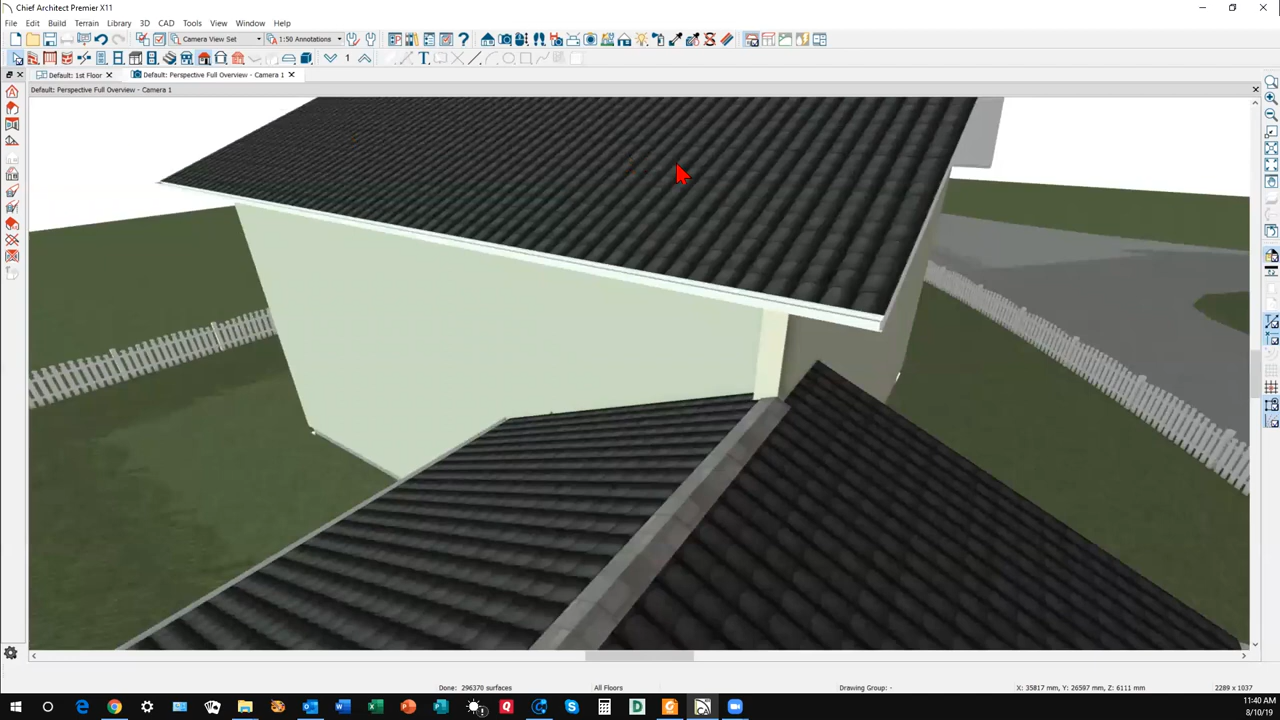 Chief Architect Premier X11
File Edit Build Terrain Library 3D CAD Tools View Window Help
Camera View Set 1 T 1:50 Annotations
Default: 1st Floor Default: Perspective Full Overview - Camera 1
Default: Perspective Full Overview - Camera 1
Done: 296370 surfaces All Floors Drawing Group: - X: 35817 mm, Y: 26597 mm, Z: 6111 mm 2289 x 1037
11:40 AM
8/10/19